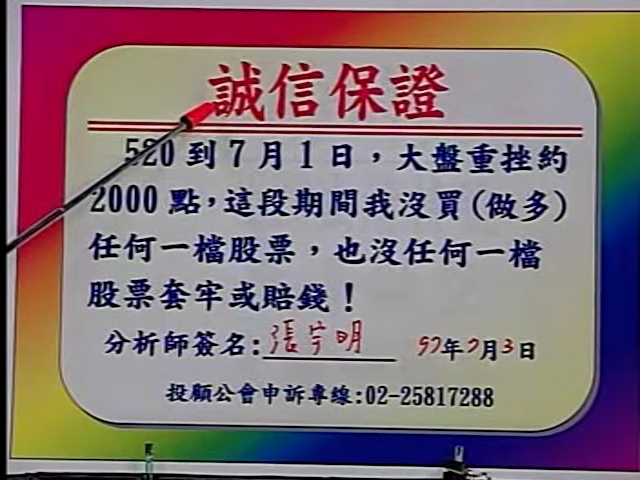 誠信保證
520到7月1日，大盤重挫約
2000點，這段期間我沒買(做多)
任何一檔股票，也沒任何一檔
股票套牢或賠錢！
分析師簽名:張宇明 97年7月3日
投顧公會申訴專線:02-25817288